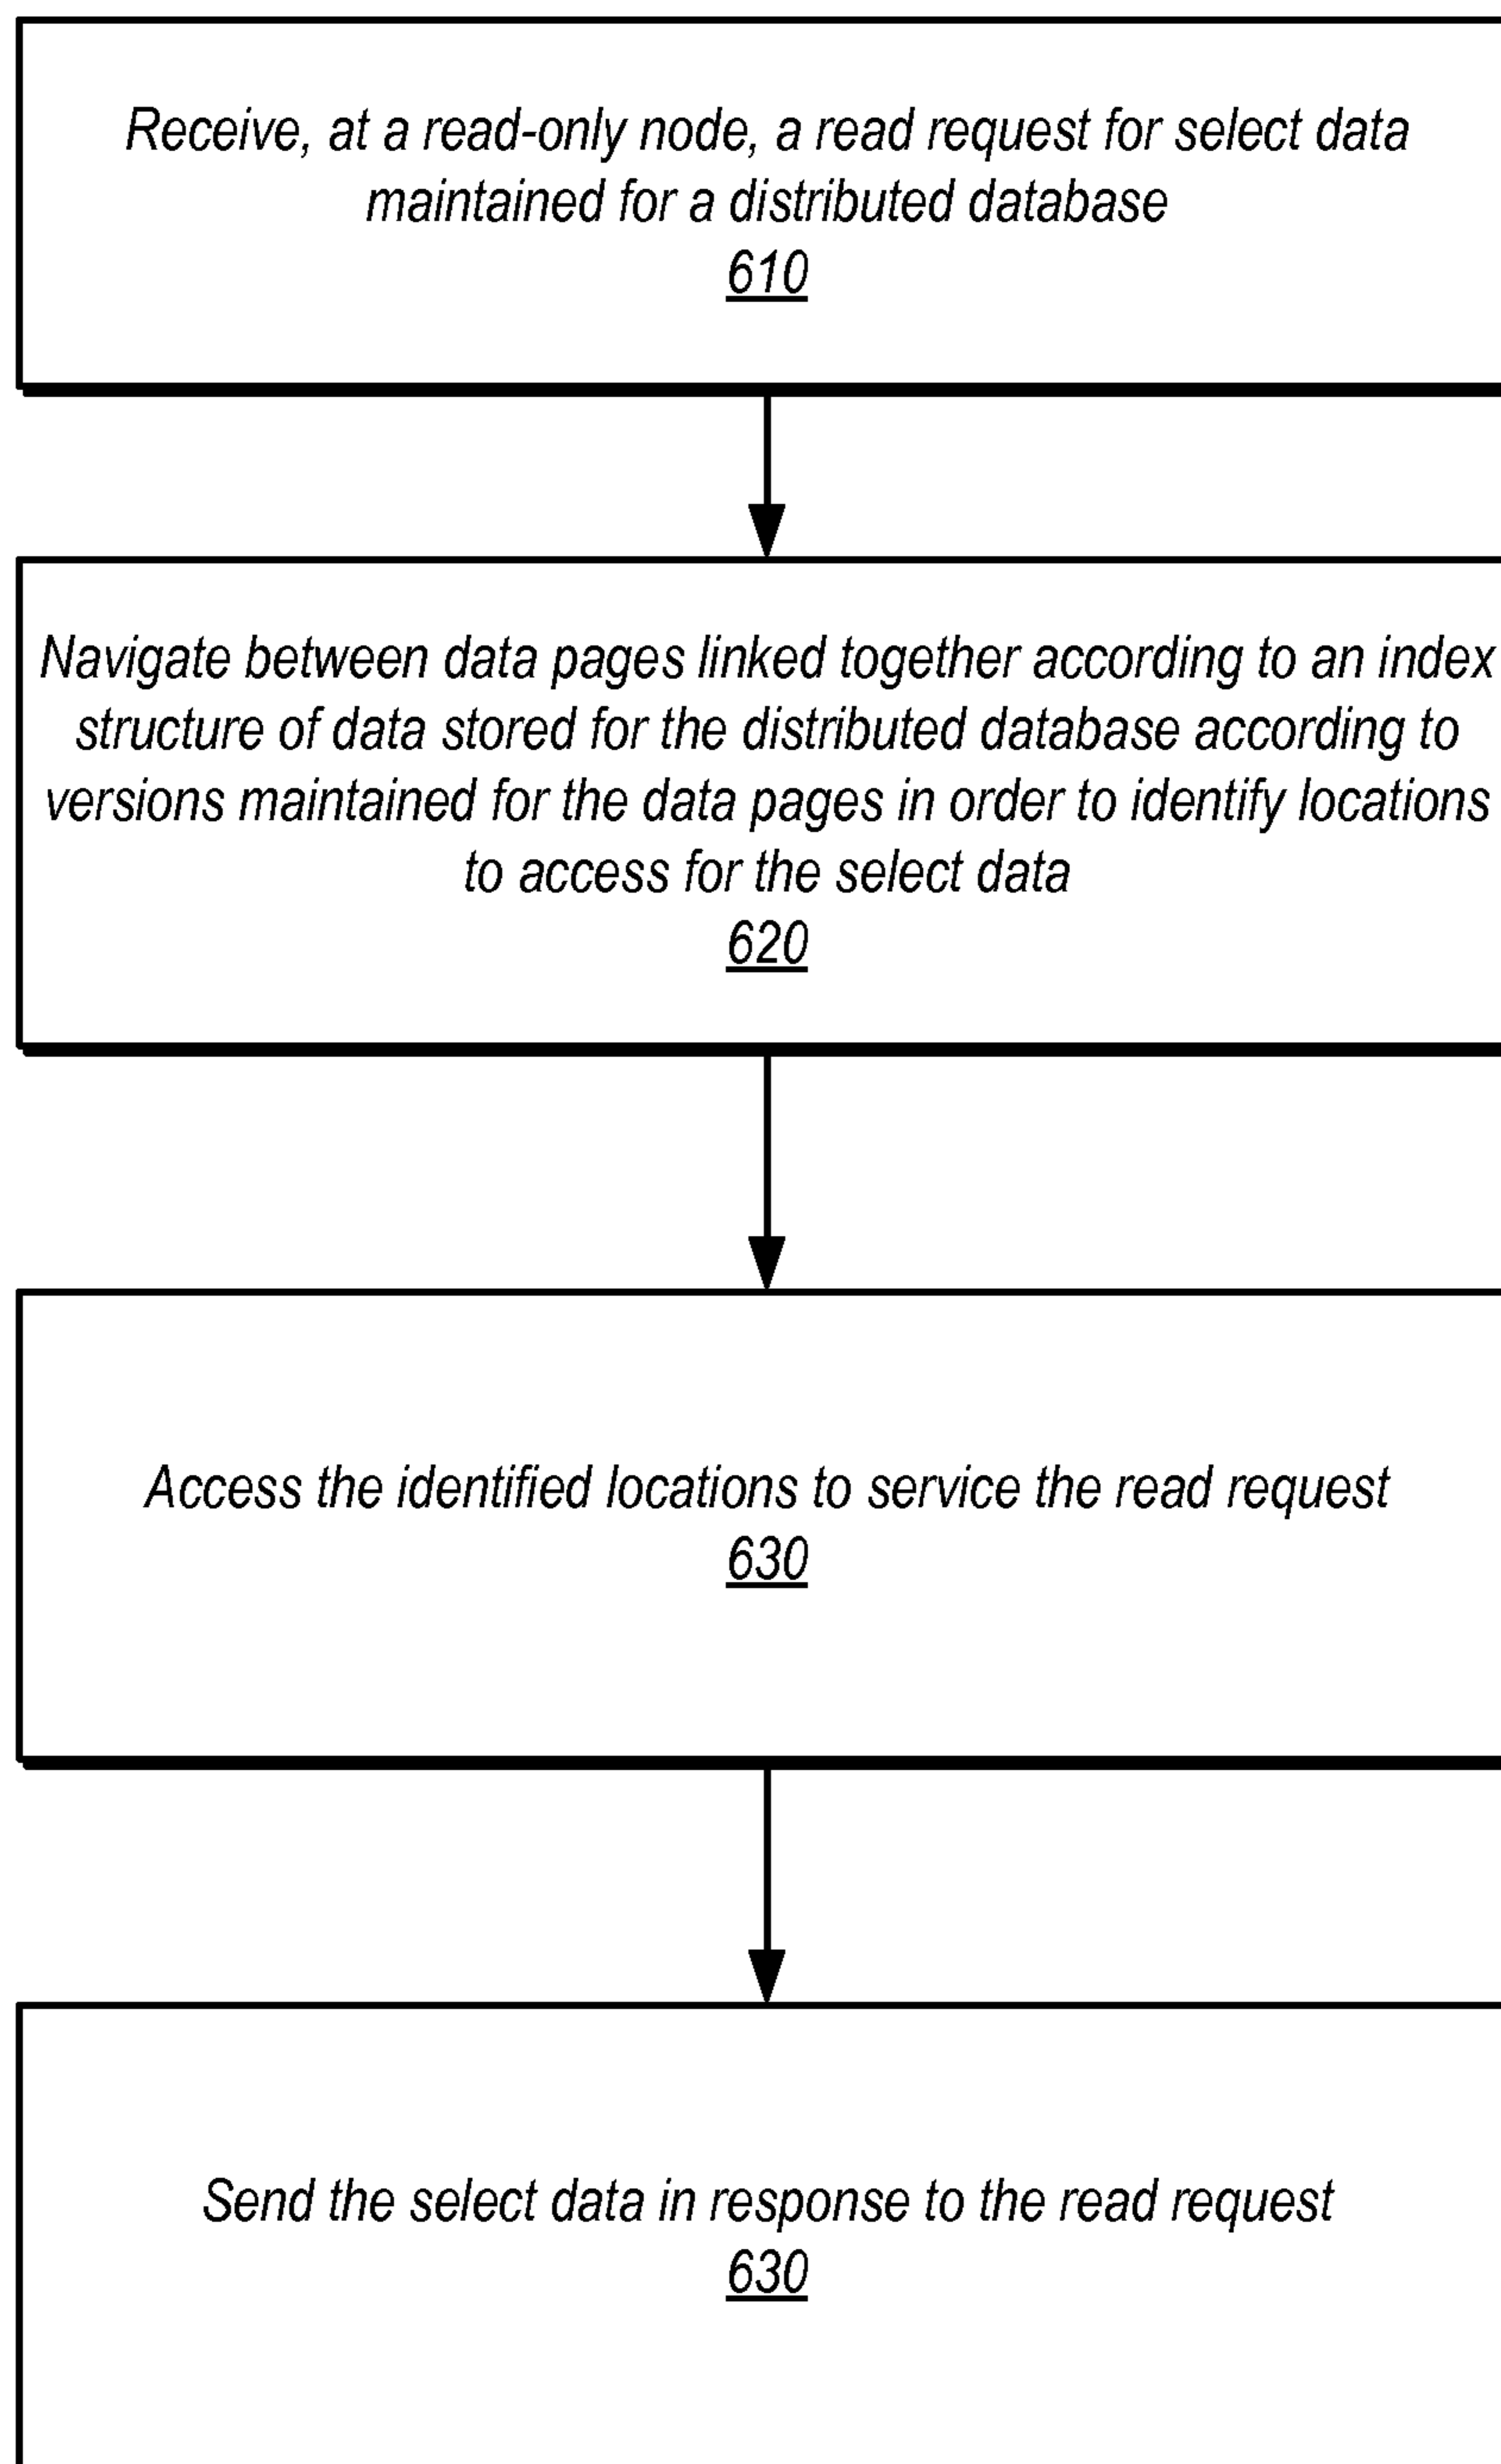 Receive, at a read-only node, a read request for select data
maintained for a distributed database
610
Navigate between data pages linked together according to an index
structure of data stored for the distributed database according to
versions maintained for the data pages in order to identify locations
to access for the select data
620
Access the identified locations to service the read request
630
Send the select data in response to the read request
630